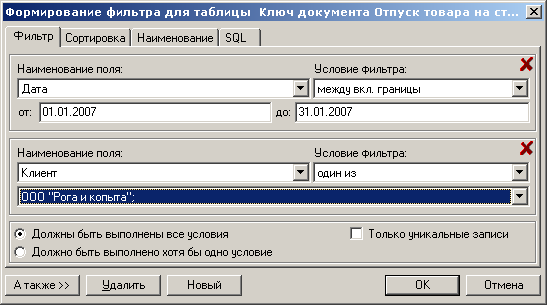 Формирование фильтра для таблицы Ключ документа Отпуск товара на ст...
Фильтр Сортировка Наименование SQL
Наименование поля: Условие фильтра:
Дата между вкл. границы
от: 01.01.2007 до: 31.01.2007
Наименование поля: Условие фильтра:
Клиент один из
ООО "Рога и копыта";
Должны быть выполнены все условия Только уникальные записи
Должно быть выполнено хотя бы одно условие
А также >> Удалить Новый OK Отмена